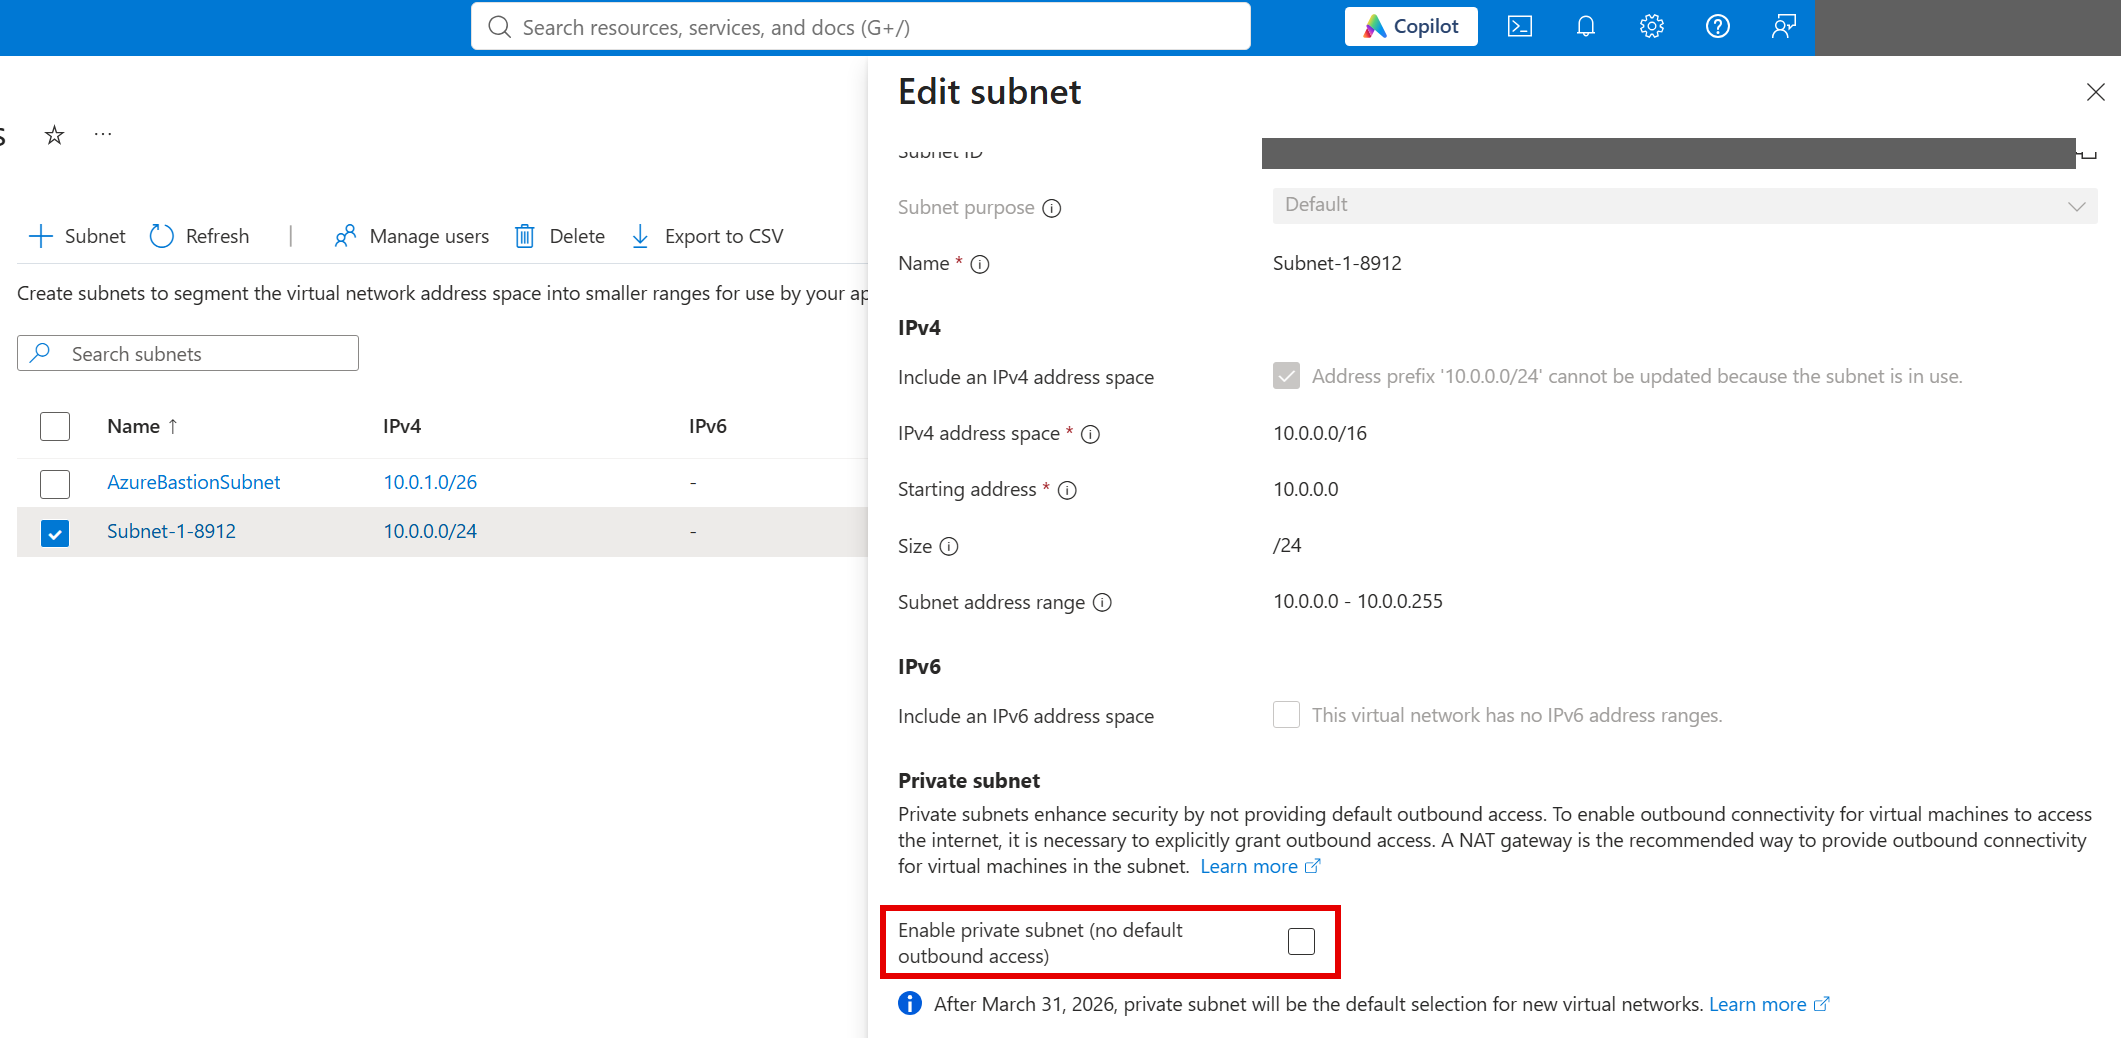 Search resources, services, and docs (G+/)
Copilot
Edit subnet
s
...
Subnet
Refresh
Manage users
Delete
Export to CSV
Create subnets to segment the virtual network address space into smaller ranges for use by your ap
Search subnets
Name ↑ IPv4 IPv6
AzureBastionSubnet 10.0.1.0/26 -
Subnet-1-8912 10.0.0.0/24 -
Subnet ID
Subnet purpose Default
Name * Subnet-1-8912
IPv4
Include an IPv4 address space Address prefix '10.0.0.0/24' cannot be updated because the subnet is in use.
IPv4 address space * 10.0.0.0/16
Starting address * 10.0.0.0
Size /24
Subnet address range 10.0.0.0 - 10.0.0.255
IPv6
Include an IPv6 address space This virtual network has no IPv6 address ranges.
Private subnet
Private subnets enhance security by not providing default outbound access. To enable outbound connectivity for virtual machines to access
the internet, it is necessary to explicitly grant outbound access. A NAT gateway is the recommended way to provide outbound connectivity
for virtual machines in the subnet. Learn more
Enable private subnet (no default
outbound access)
After March 31, 2026, private subnet will be the default selection for new virtual networks. Learn more